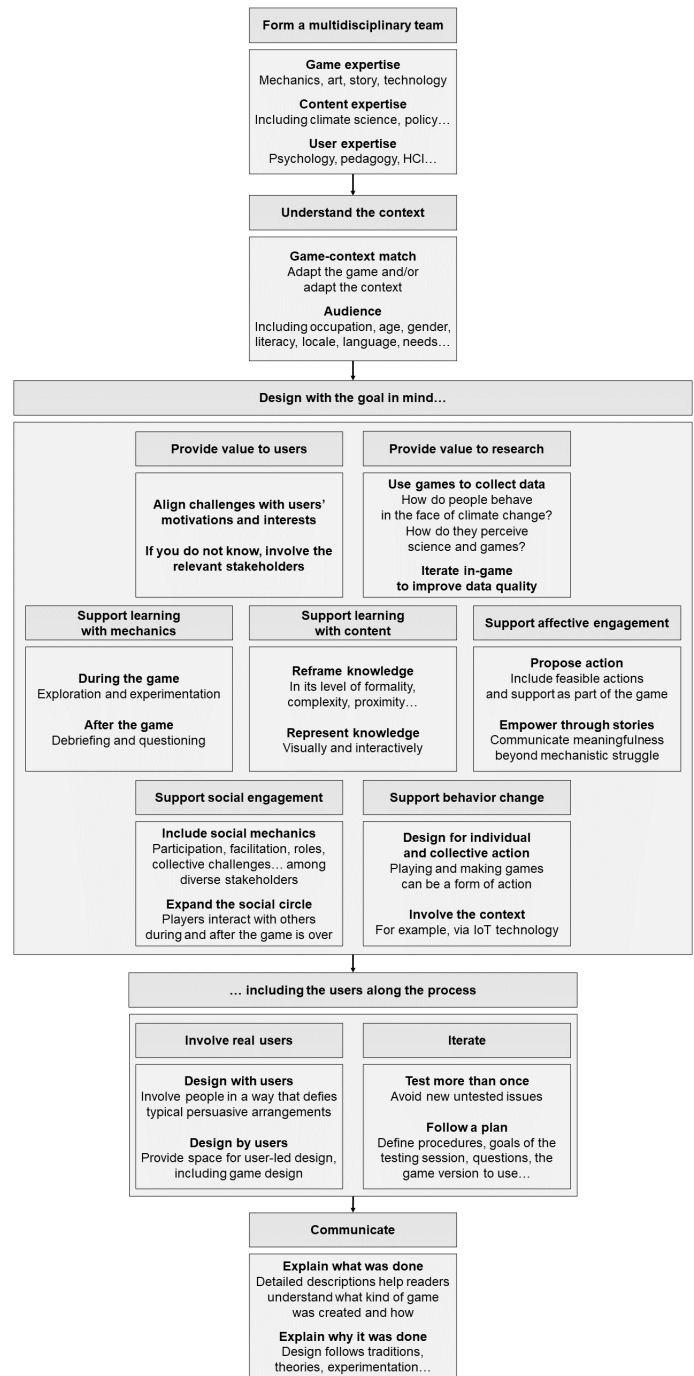 Form a multidisciplinary team
Game expertise
Mechanics, art, story, technology
Content expertise
Including climate science, policy…
User expertise
Psychology, pedagogy, HCI…
Understand the context
Game-context match
Adapt the game and/or
adapt the context
Audience
Including occupation, age, gender,
literacy, locale, language, needs…
Design with the goal in mind…
Provide value to users
Align challenges with users’
motivations and interests
If you do not know, involve the
relevant stakeholders
Provide value to research
Use games to collect data
How do people behave
in the face of climate change?
How do they perceive
science and games?
Iterate in-game
to improve data quality
Support learning
with mechanics
During the game
Exploration and experimentation
After the game
Debriefing and questioning
Support learning
with content
Reframe knowledge
In its level of formality,
complexity, proximity…
Represent knowledge
Visually and interactively
Support affective engagement
Propose action
Include feasible actions
and support as part of the game
Empower through stories
Communicate meaningfulness
beyond mechanistic struggle
Support social engagement
Include social mechanics
Participation, facilitation, roles,
collective challenges… among
diverse stakeholders
Expand the social circle
Players interact with others
during and after the game is over
Support behavior change
Design for individual
and collective action
Playing and making games
can be a form of action
Involve the context
For example, via IoT technology
… including the users along the process
Involve real users
Design with users
Involve people in a way that defies
typical persuasive arrangements
Design by users
Provide space for user-led design,
including game design
Iterate
Test more than once
Avoid new untested issues
Follow a plan
Define procedures, goals of the
testing session, questions, the
game version to use…
Communicate
Explain what was done
Detailed descriptions help readers
understand what kind of game
was created and how
Explain why it was done
Design follows traditions,
theories, experimentation…